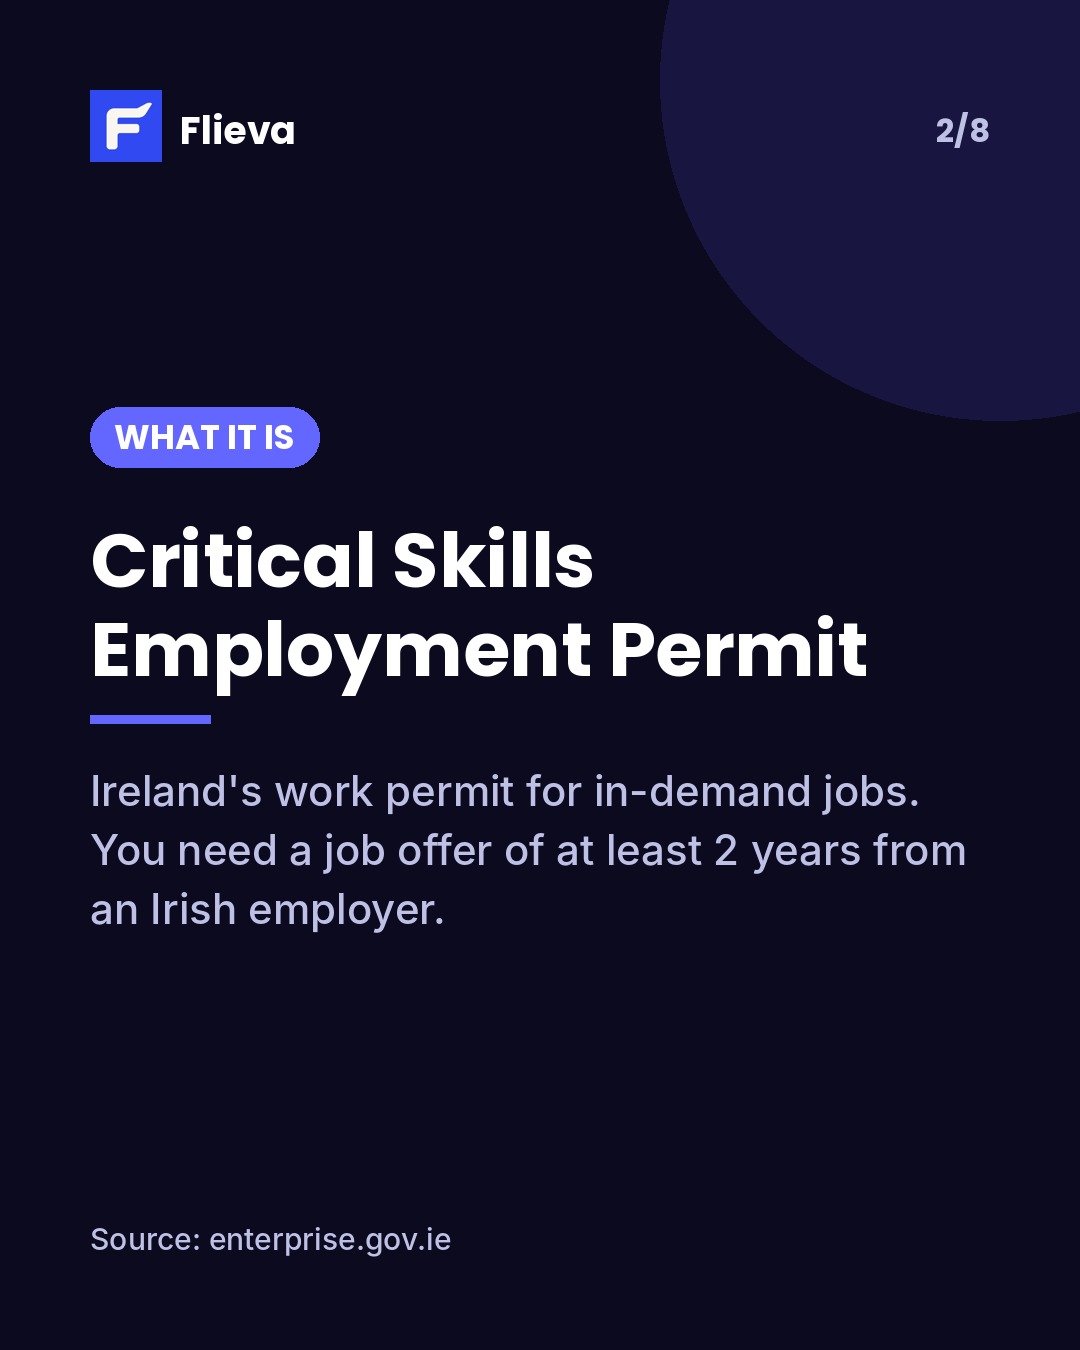 Flieva
2/8
WHAT IT IS
Critical Skills
Employment Permit
Ireland's work permit for in-demand jobs.
You need a job offer of at least 2 years from
an Irish employer.
Source: enterprise.gov.ie